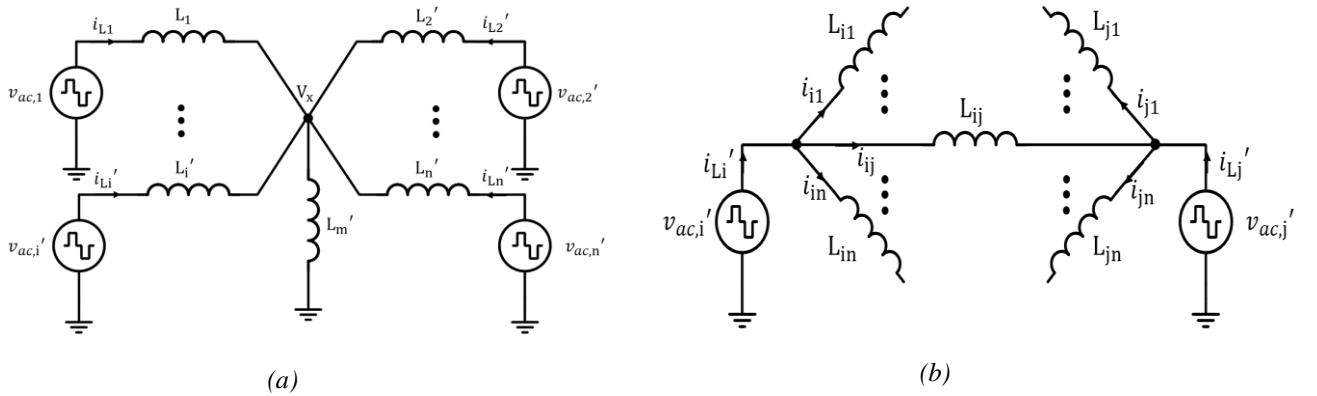 i_L1 L_1 L_2′ i_L2′
v_ac,1 V_x v_ac,2′
i_Li′ L_i′ L_n′ i_Ln′
v_ac,i′ L_m′ v_ac,n′
(a)
L_i1 L_j1
i_i1 L_ij i_j1
i_Li′ i_ij i_Lj′
i_in i_jn
v_ac,i′ v_ac,j′
L_in L_jn
(b)